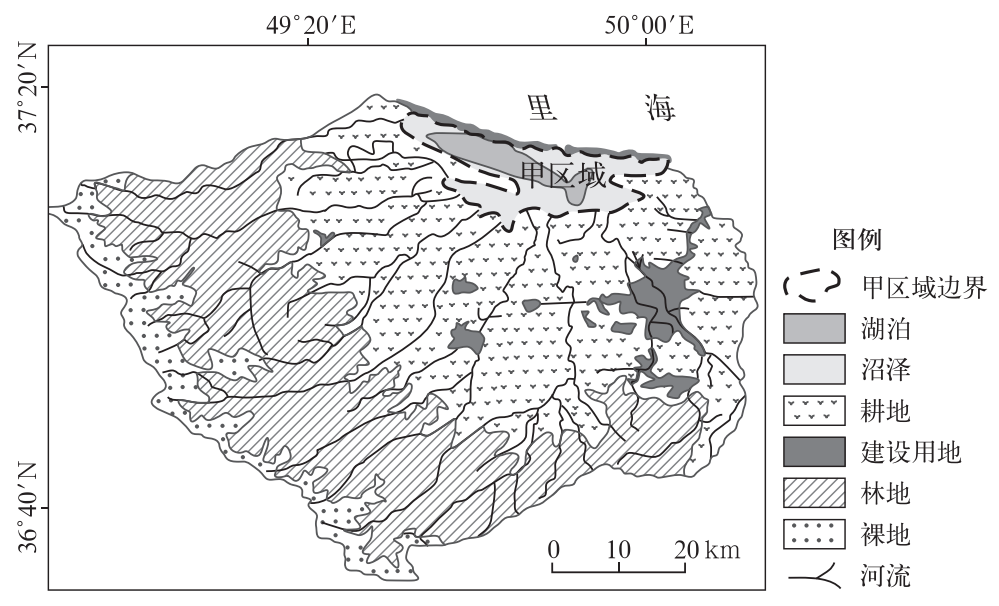 49°20′E
50°00′E
37°20′N
里 海
甲区域
36°40′N
0 10 20 km
图例
甲区域边界
湖泊
沼泽
耕地
建设用地
林地
裸地
河流